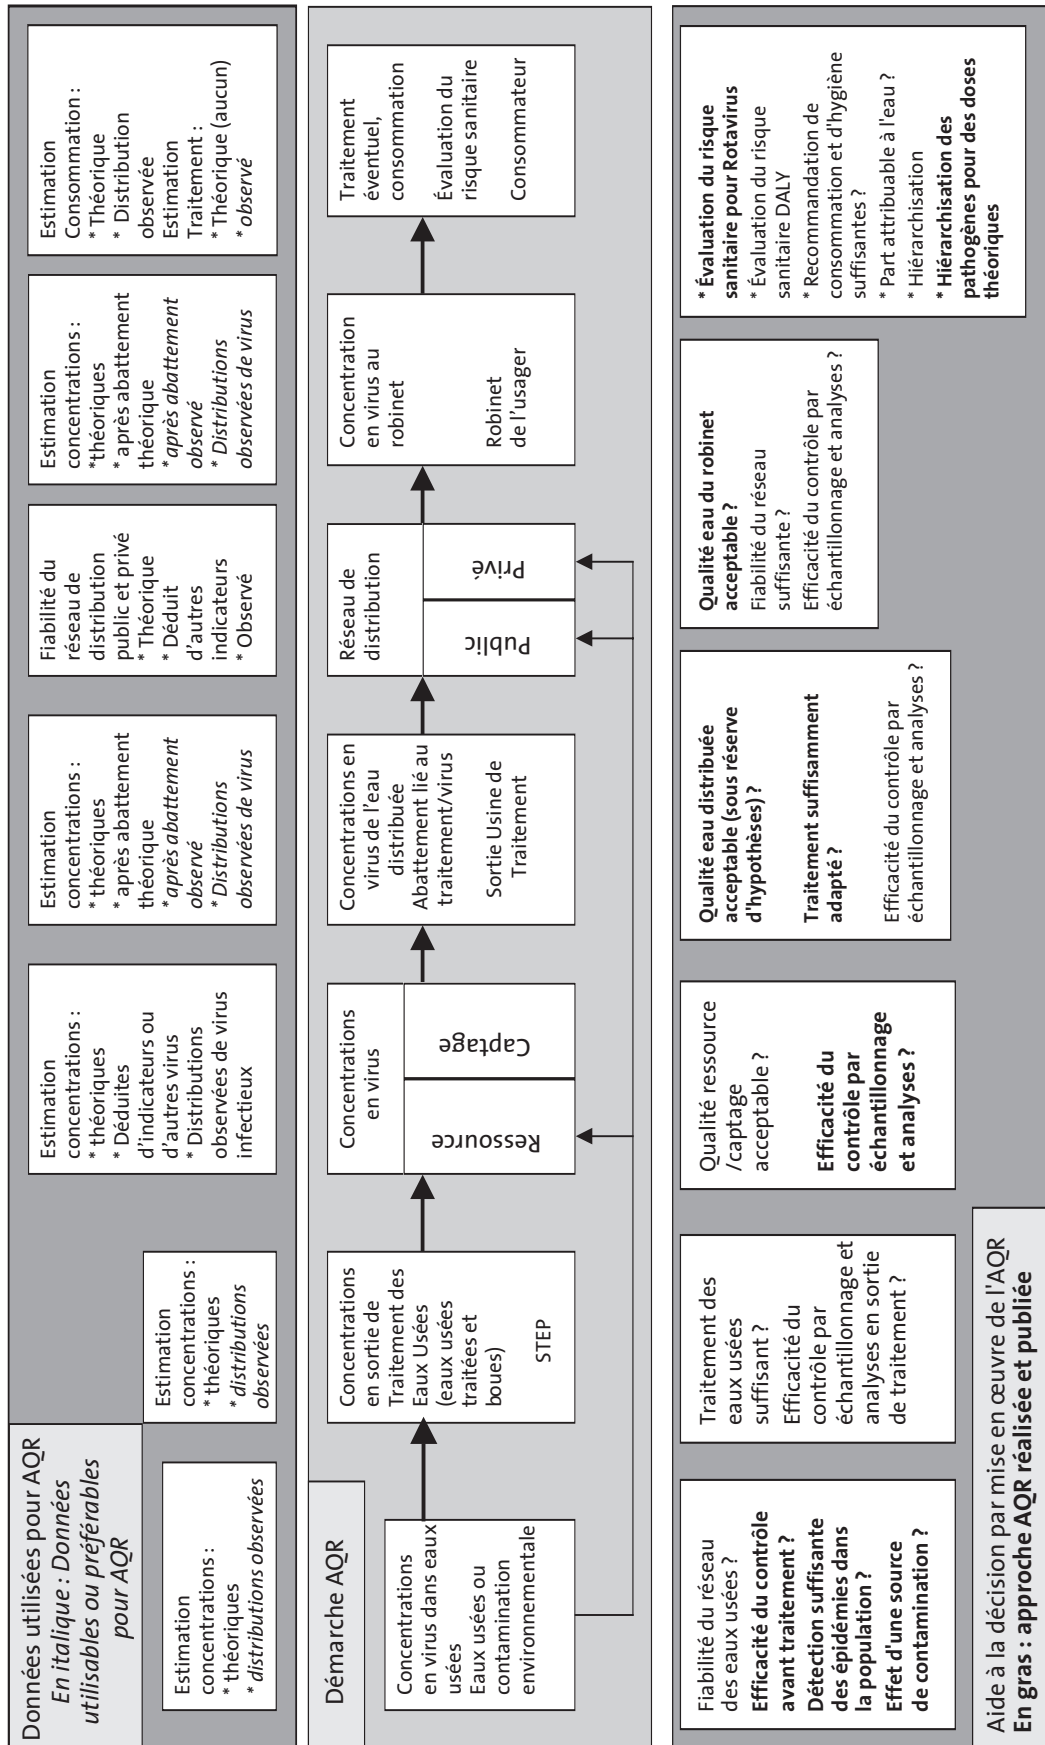 Données utilisées pour AQR
En italique : Données
utilisables ou préférables
pour AQR
Estimation
concentrations :
* théoriques
* distributions observées
Estimation
concentrations :
* théoriques
* distributions
observées
Estimation
concentrations :
* théoriques
* Déduites
d'indicateurs ou
d'autres virus
* Distributions
observées de virus
infectieux
Estimation
concentrations :
* théoriques
* après abattement
théorique
* après abattement
observé
* Distributions
observées de virus
Fiabilité du
réseau de
distribution
public et privé
* Théorique
* Déduit
d'autres
indicateurs
* Observé
Estimation
concentrations :
*théoriques
* après abattement
théorique
* après abattement
observé
* Distributions
observées de virus
Estimation
Consommation :
* Théorique
* Distribution
observée
Estimation
Traitement :
* Théorique (aucun)
* observé
Démarche AQR
Concentrations
en virus dans eaux
usées
Eaux usées ou
contamination
environnementale
Concentrations
en sortie de
Traitement des
Eaux Usées
(eaux usées
traitées et
boues)
STEP
Concentrations
en virus
Ressource
Captage
Concentrations en
virus de l'eau
distribuée
Abattement lié au
traitement/virus
Sortie Usine de
Traitement
Réseau de
distribution
Public
Privé
Concentration
en virus au
robinet
Robinet
de l'usager
Traitement
éventuel,
consommation
Évaluation du
risque sanitaire
Consommateur
Fiabilité du réseau
des eaux usées ?
Efficacité du contrôle
avant traitement ?
Détection suffisante
des épidémies dans
la population ?
Effet d'une source
de contamination ?
Traitement des
eaux usées
suffisant ?
Efficacité du
contrôle par
échantillonnage et
analyses en sortie
de traitement ?
Qualité ressource
/captage
acceptable ?
Efficacité du
contrôle par
échantillonnage
et analyses ?
Qualité eau distribuée
acceptable (sous réserve
d'hypothèses) ?
Traitement suffisamment
adapté ?
Efficacité du contrôle par
échantillonnage et analyses ?
Qualité eau du robinet
acceptable ?
Fiabilité du réseau
suffisante ?
Efficacité du contrôle par
échantillonnage et analyses ?
* Évaluation du risque
sanitaire pour Rotavirus
* Évaluation du risque
sanitaire DALY
* Recommandation de
consommation et d'hygiène
suffisantes ?
* Part attribuable à l'eau ?
* Hiérarchisation
* Hiérarchisation des
pathogènes pour des doses
théoriques
Aide à la décision par mise en œuvre de l'AQR
En gras : approche AQR réalisée et publiée